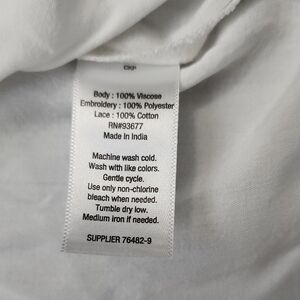 Body : 100% Viscose
Embroidery : 100% Polyester
Lace : 100% Cotton
RN#93677
Made in India
Machine wash cold.
Wash with like colors.
Gentle cycle.
Use only non-chlorine
bleach when needed.
Tumble dry low.
Medium iron if needed.
SUPPLIER 76482-9